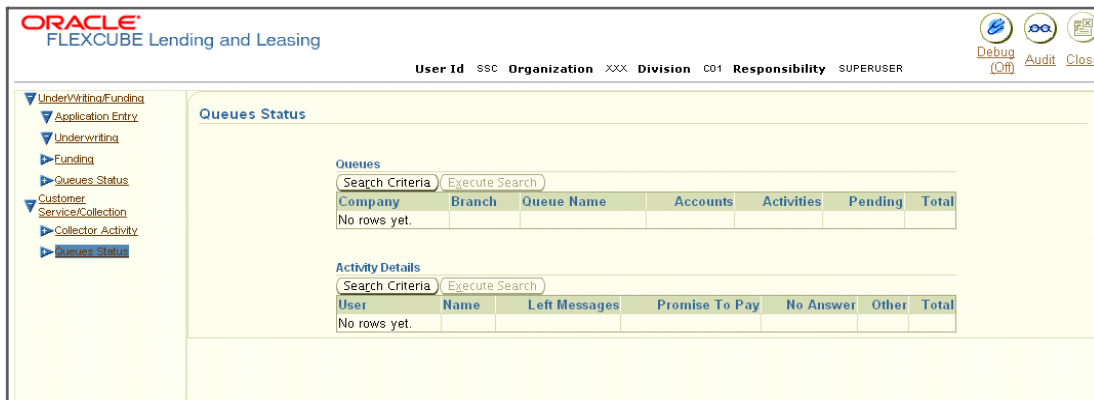 ORACLE
FLEXCUBE Lending and Leasing
Debug (Off) Audit Clos
User Id SSC Organization XXX Division C01 Responsibility SUPERUSER
UnderWriting/Funding
Application Entry
Underwriting
Funding
Queues Status
Customer
Service/Collection
Collector Activity
Queues Status
Queues Status
Queues
Search Criteria Execute Search
Company Branch Queue Name Accounts Activities Pending Total
No rows yet.
Activity Details
Search Criteria Execute Search
User Name Left Messages Promise To Pay No Answer Other Total
No rows yet.